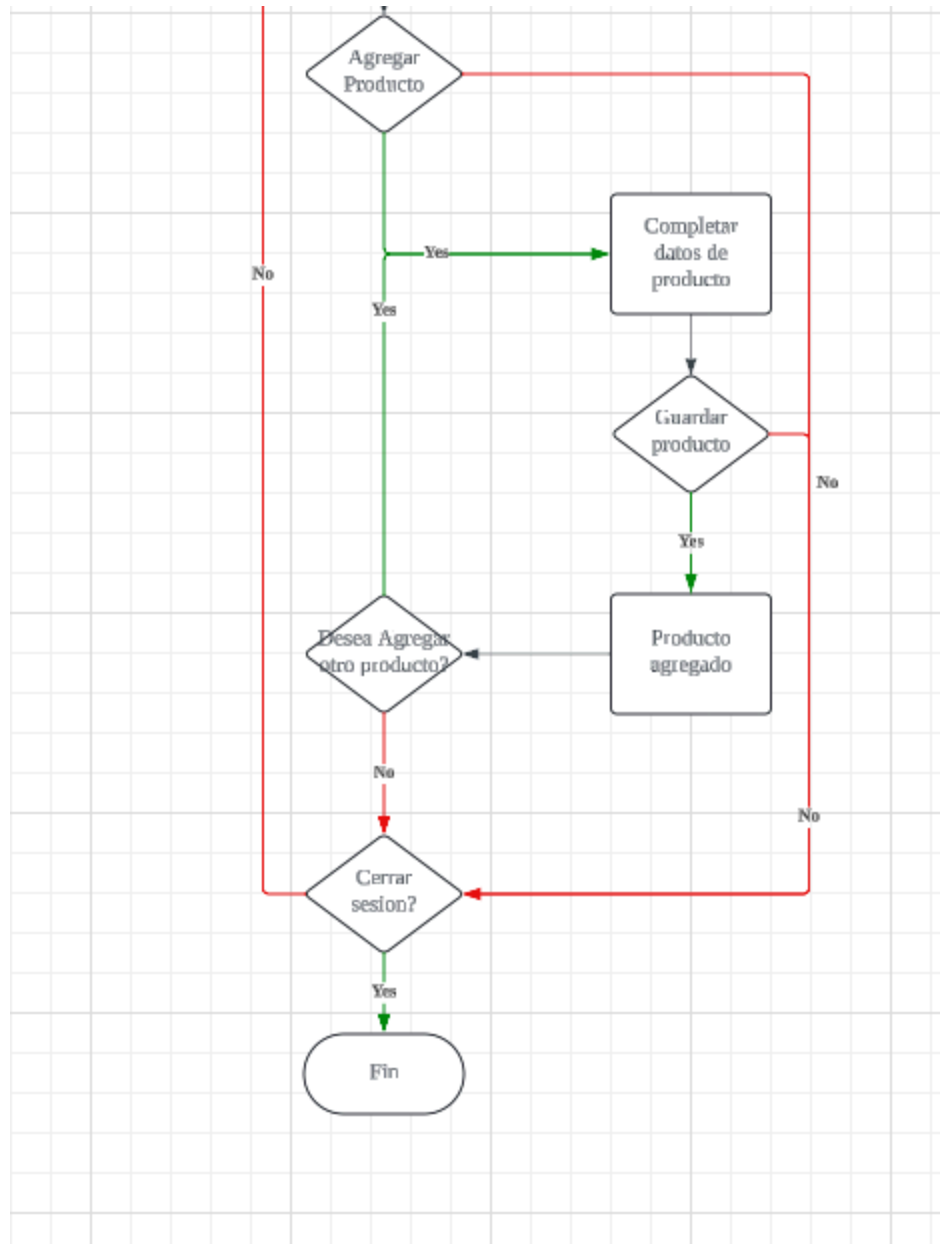 Agregar
Producto
Completar
datos de
producto
Yes
No
Yes
Guardar
producto
No
Yes
Desea Agregar
otro producto?
Producto
agregado
No
No
Cerrar
sesion?
Yes
Fin